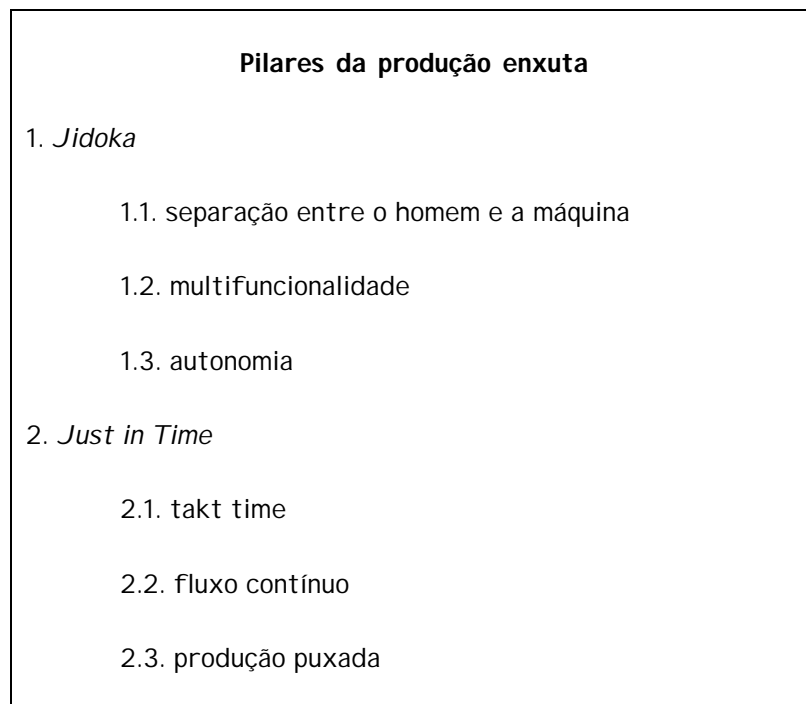 Pilares da produção enxuta
1. Jidoka
1.1. separação entre o homem e a máquina
1.2. multifuncionalidade
1.3. autonomia
2. Just in Time
2.1. takt time
2.2. fluxo contínuo
2.3. produção puxada